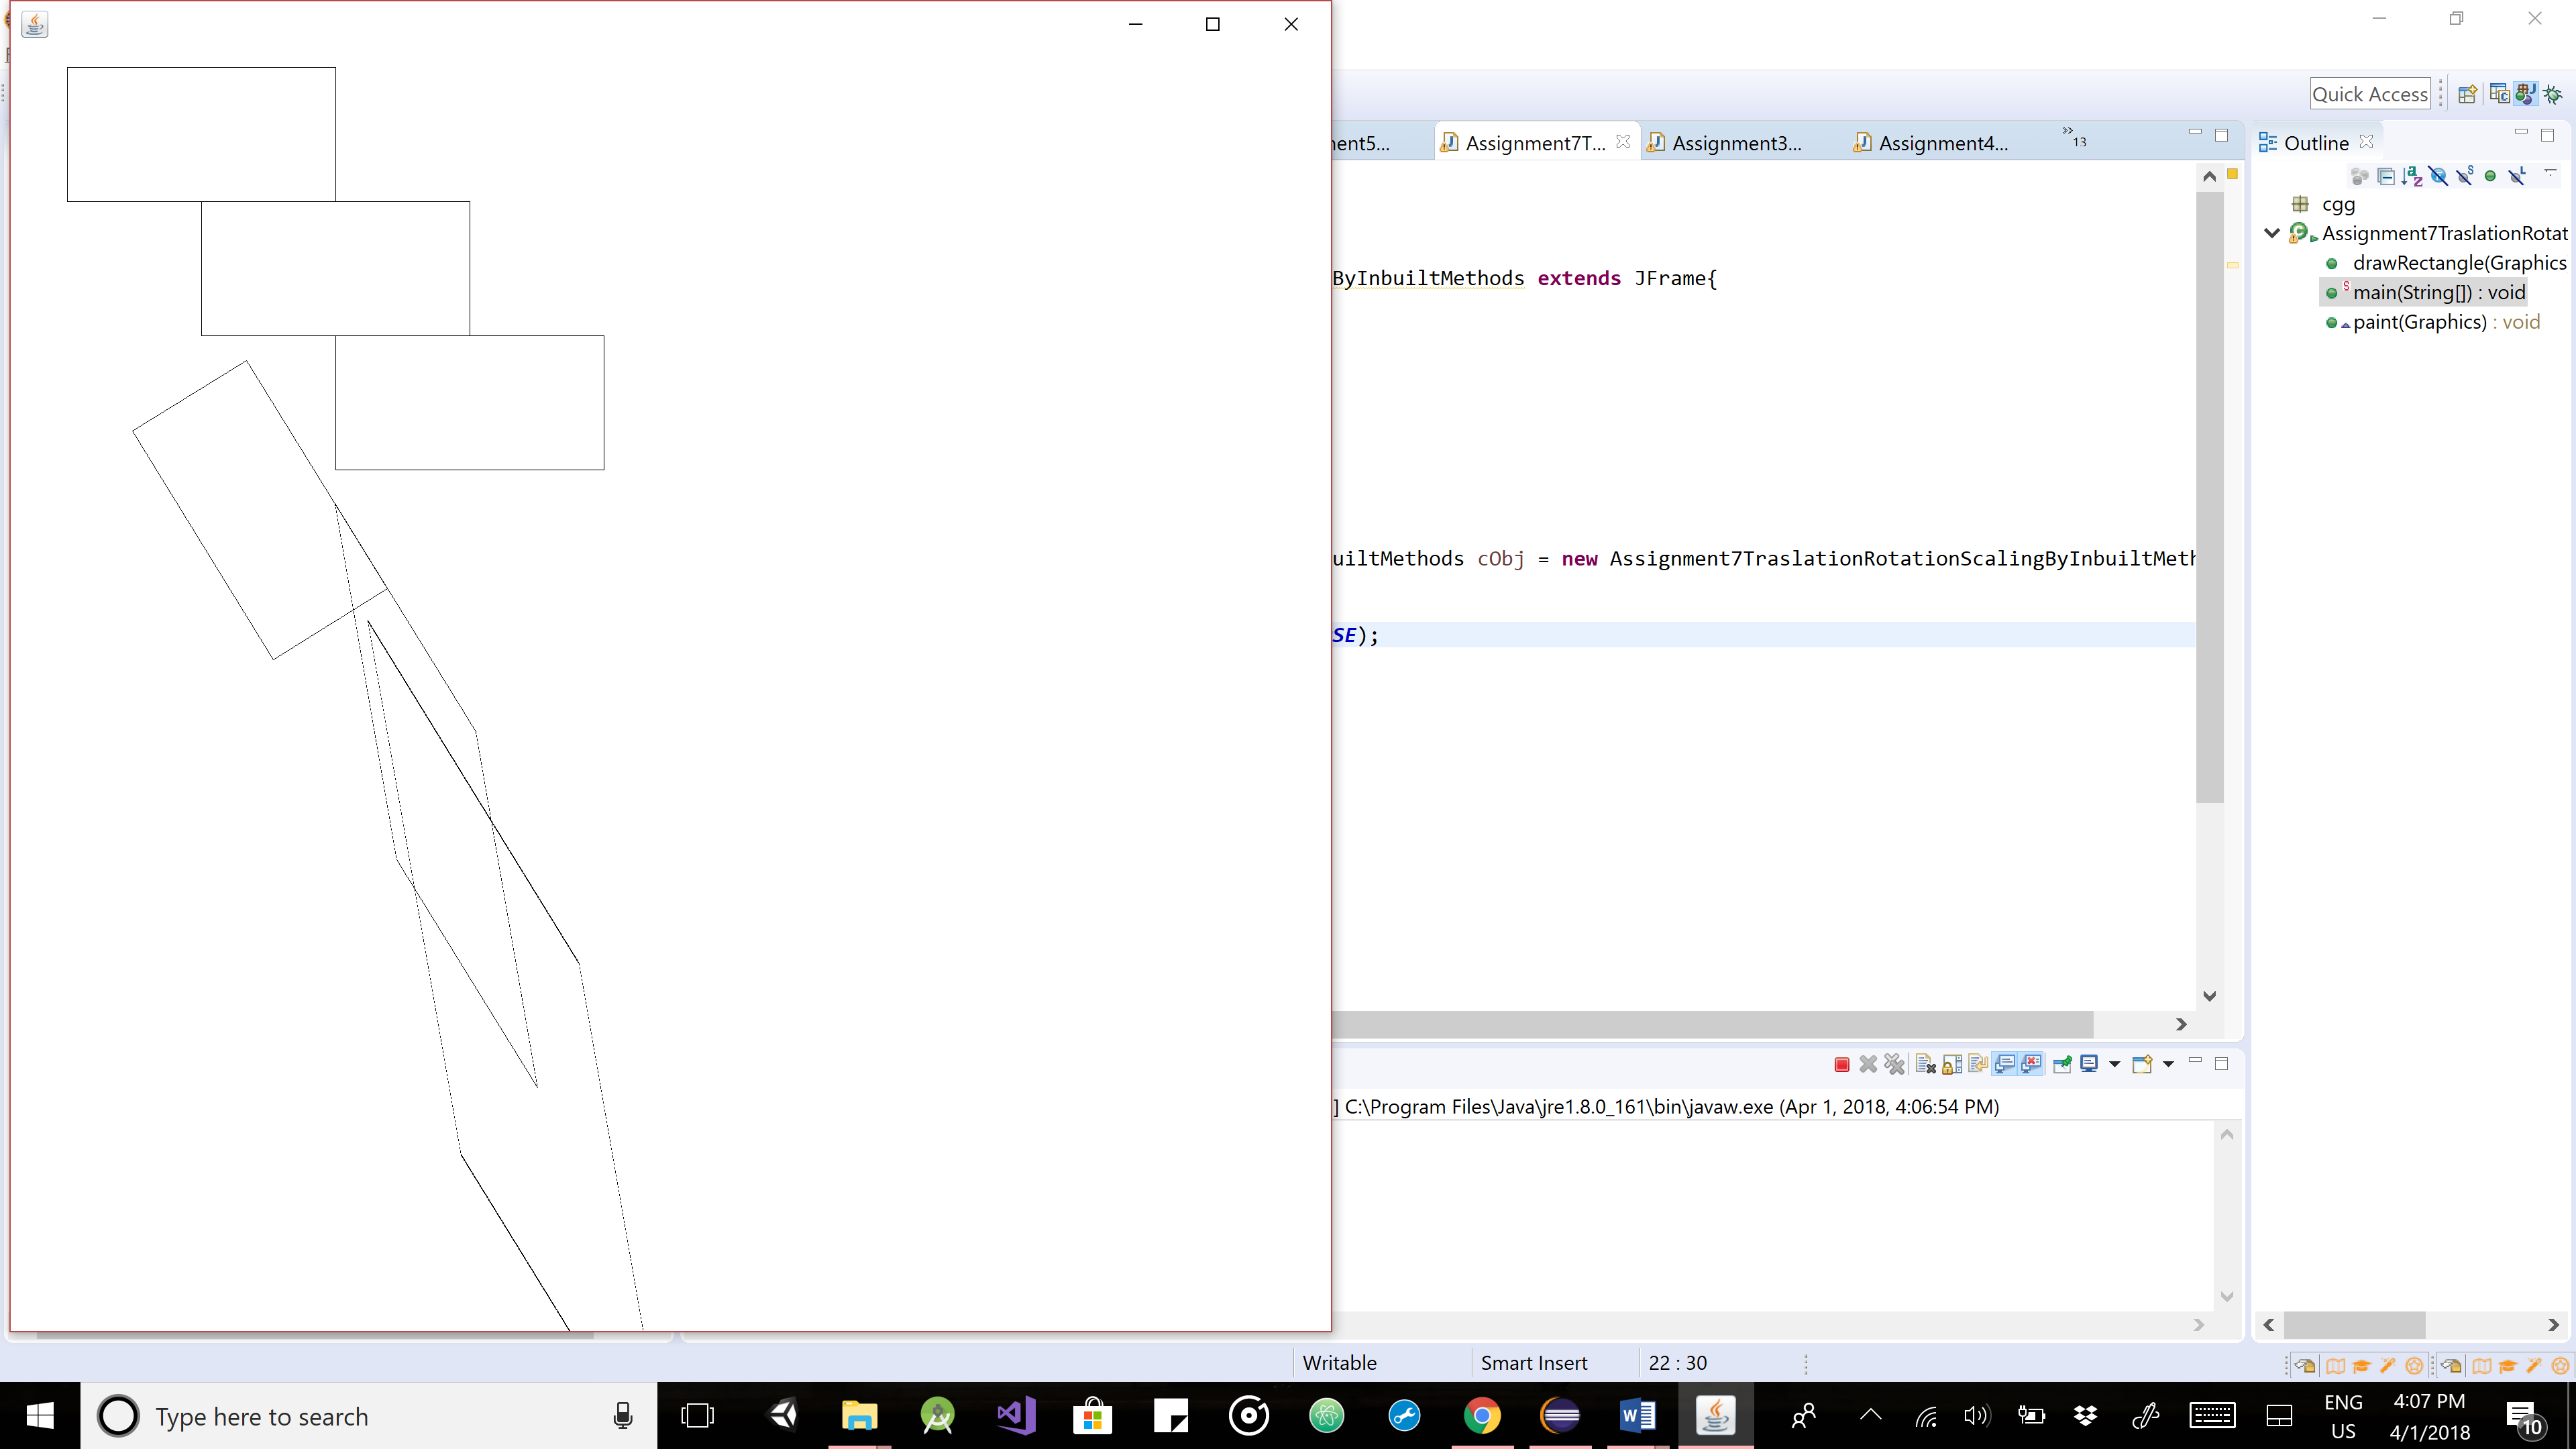 Quick Access
ent5...
Assignment7T...
Assignment3...
Assignment4...
»13
Outline
cgg
Assignment7TraslationRotat
drawRectangle(Graphics
main(String[]) : void
paint(Graphics) : void
ByInbuiltMethods extends JFrame{
uiltMethods cObj = new Assignment7TraslationRotationScalingByInbuiltMeth
SE);
] C:\Program Files\Java\jre1.8.0_161\bin\javaw.exe (Apr 1, 2018, 4:06:54 PM)
Writable
Smart Insert
22 : 30
Type here to search
ENG
US
4:07 PM
4/1/2018
10